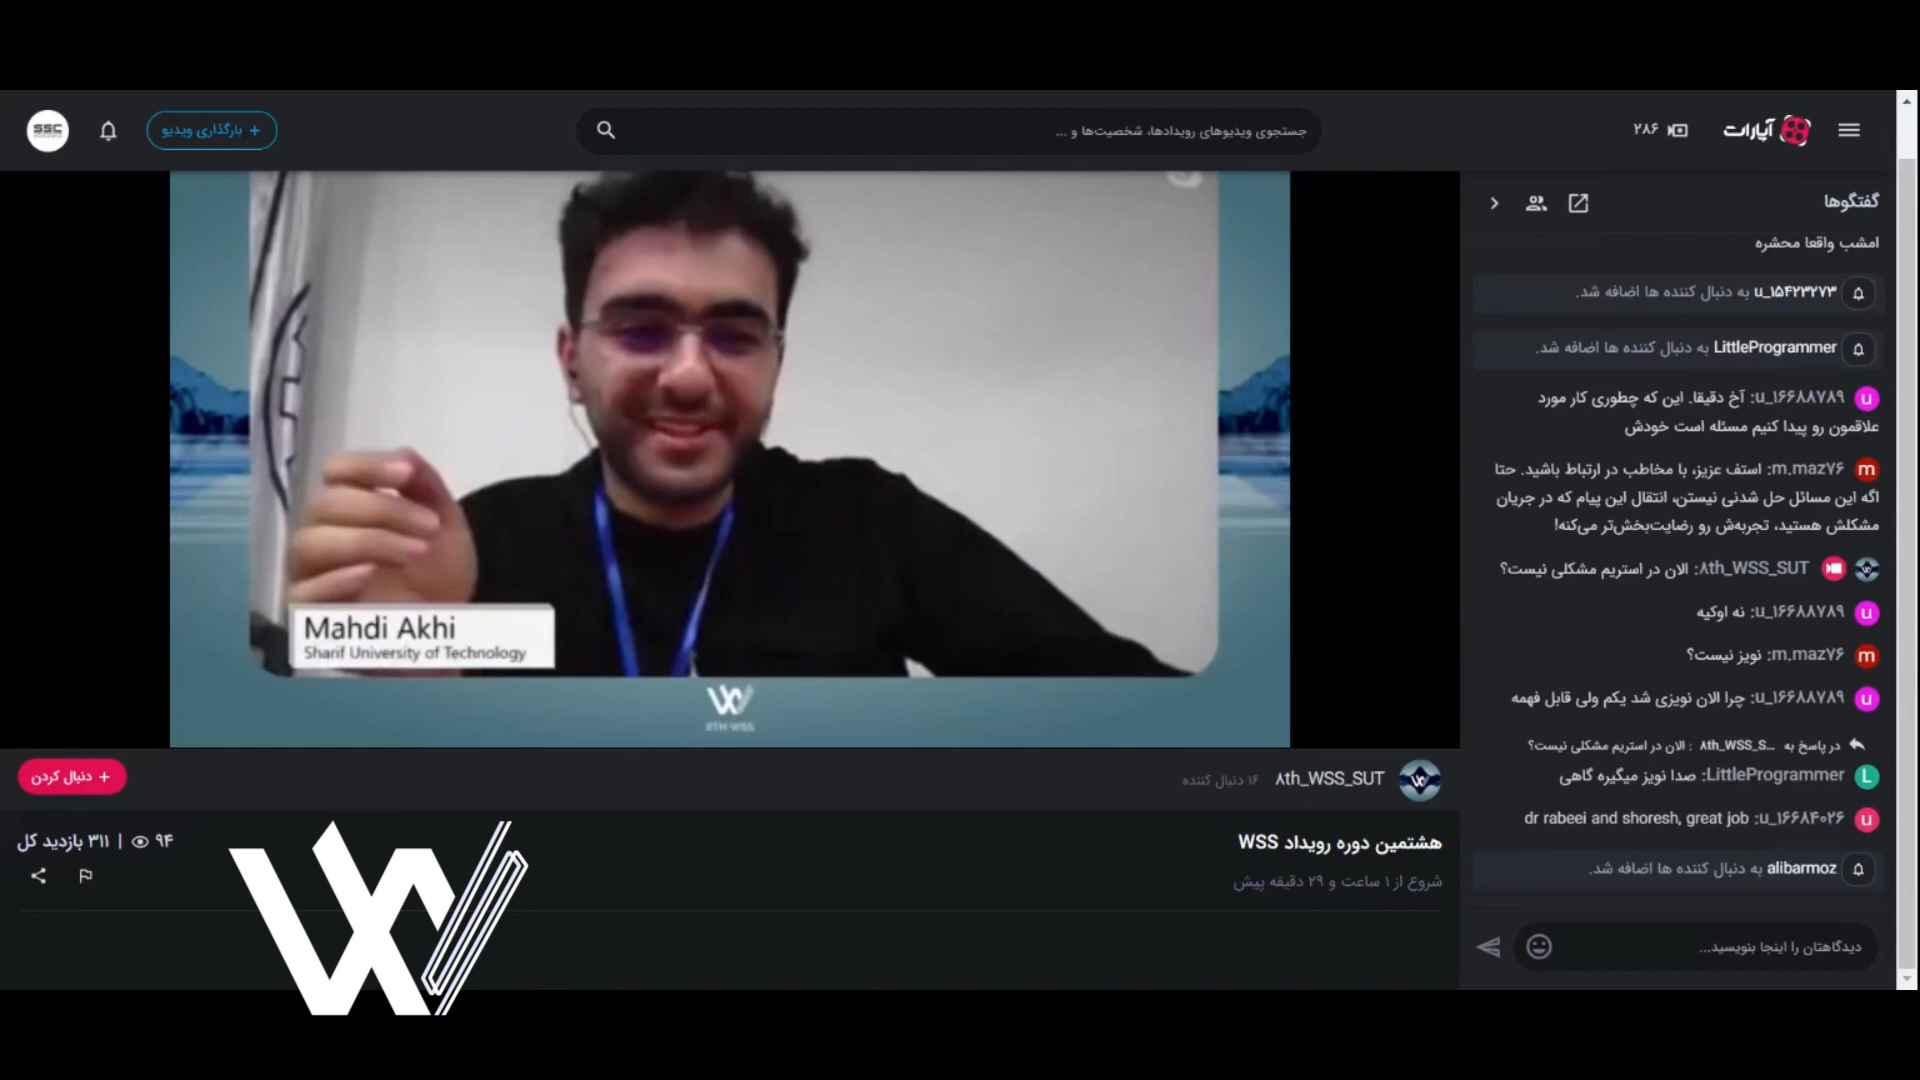 SSC
+ بارگذاری ویدیو
جستجوی ویدیوهای رویدادها، شخصیت‌ها و ...
۲۸۶
آپارات
Mahdi Akhi
Sharif University of Technology
8TH WSS
+ دنبال کردن
۸th_WSS_SUT
۱۶ دنبال کننده
هشتمین دوره رویداد WSS
شروع از ۱ ساعت و ۲۹ دقیقه پیش
۹۴ | ۳۱۱ بازدید کل
گفتگوها
امشب واقعا محشره
u_۱۵۴۲۳۲۷۳ به دنبال کننده ها اضافه شد.
LittleProgrammer به دنبال کننده ها اضافه شد.
u
u_۱۶۶۸۸۷۸۹: آخ دقیقا. این که چطوری کار مورد
علاقمون رو پیدا کنیم مسئله است خودش
m
m.maz۷۶: استف عزیز، با مخاطب در ارتباط باشید. حتا
اگه این مسائل حل شدنی نیستن، انتقال این پیام که در جریان
مشکلش هستید، تجربه‌ش رو رضایت‌بخش‌تر می‌کنه!
۸th_WSS_SUT: الان در استریم مشکلی نیست؟
u
u_۱۶۶۸۸۷۸۹: نه اوکیه
m
m.maz۷۶: نویز نیست؟
u
u_۱۶۶۸۸۷۸۹: چرا الان نویزی شد یکم ولی قابل فهمه
در پاسخ به ۸th_WSS_S... : الان در استریم مشکلی نیست؟
L
LittleProgrammer: صدا نویز میگیره گاهی
u
u_۱۶۶۸۴۰۲۶: dr rabeei and shoresh, great job
alibarmoz به دنبال کننده ها اضافه شد.
دیدگاهتان را اینجا بنویسید...